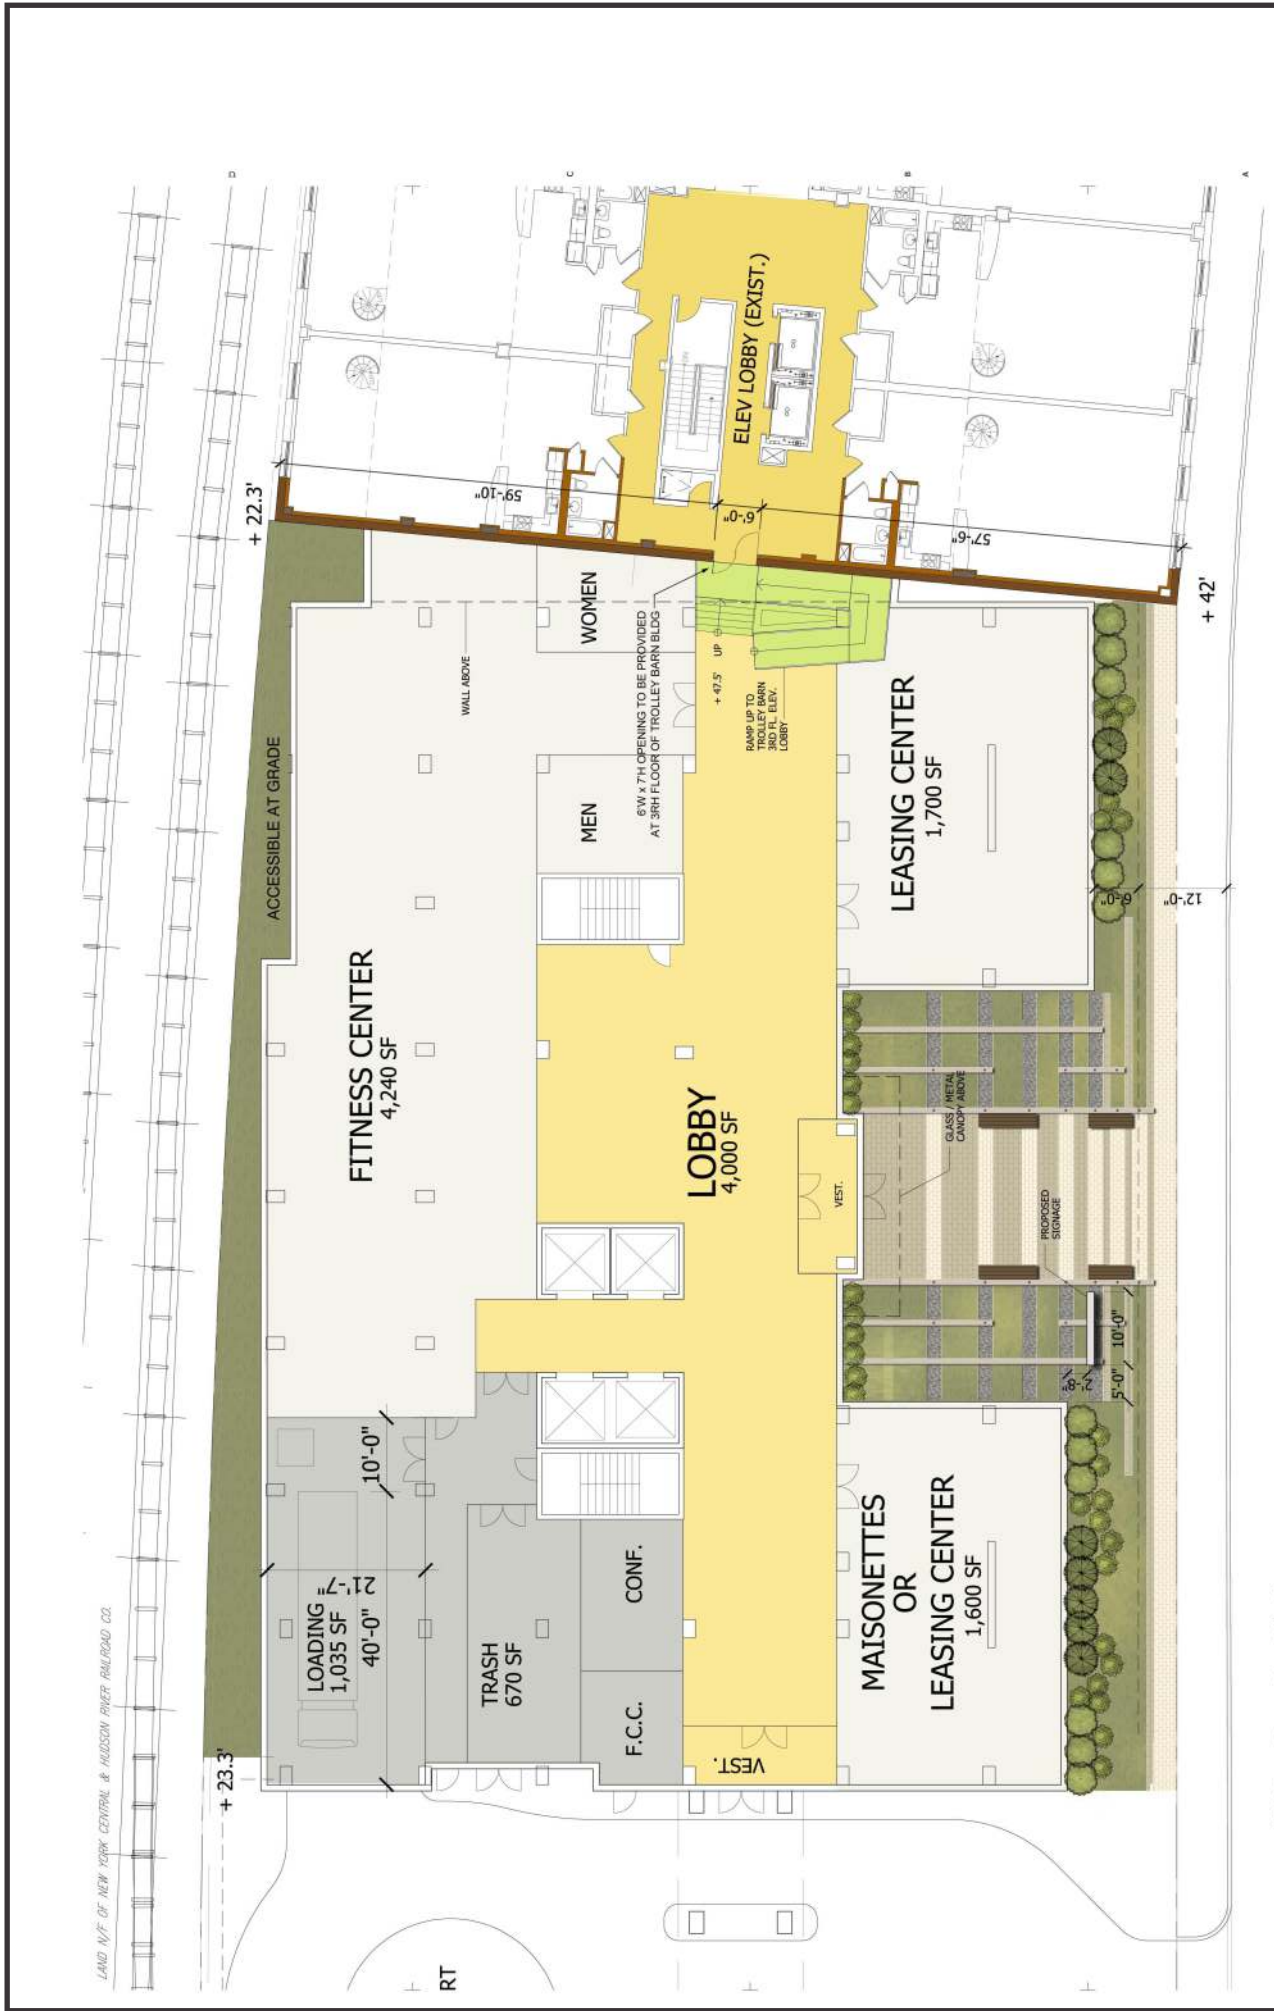 LAND N/F OF NEW YORK CENTRAL & HUDSON RIVER RAILROAD CO.
+ 23.3'
+ 22.3'
ACCESSIBLE AT GRADE
D
C
B
A
LOADING
1,035 SF
40'-0"
21'-7"
10'-0"
FITNESS CENTER
4,240 SF
WALL ABOVE
59'-10"
TRASH
670 SF
RT
F.C.C.
CONF.
MEN
WOMEN
6'W x 7'H OPENING TO BE PROVIDED
AT 3RH FLOOR OF TROLLEY BARN BLDG
UP
+ 47.5'
RAMP UP TO
TROLLEY BARN
3RD FL. ELEV.
LOBBY
ELEV LOBBY (EXIST.)
6'-0"
VEST.
LOBBY
4,000 SF
VEST.
MAISONETTES
OR
LEASING CENTER
1,600 SF
LEASING CENTER
1,700 SF
57'-6"
GLASS / METAL
CANOPY ABOVE
PROPOSED
SIGNAGE
2'-8"
5'-0"
10'-0"
6'-0"
12'-0"
+ 42'